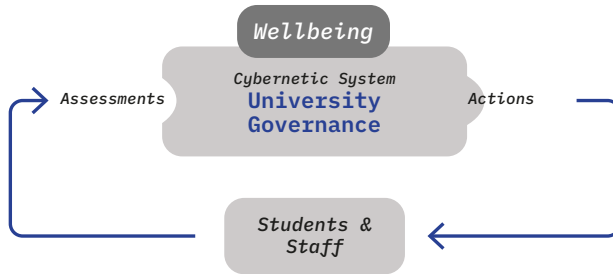 Wellbeing
Cybernetic System
Assessments
University
Actions
Governance
Students &
Staff